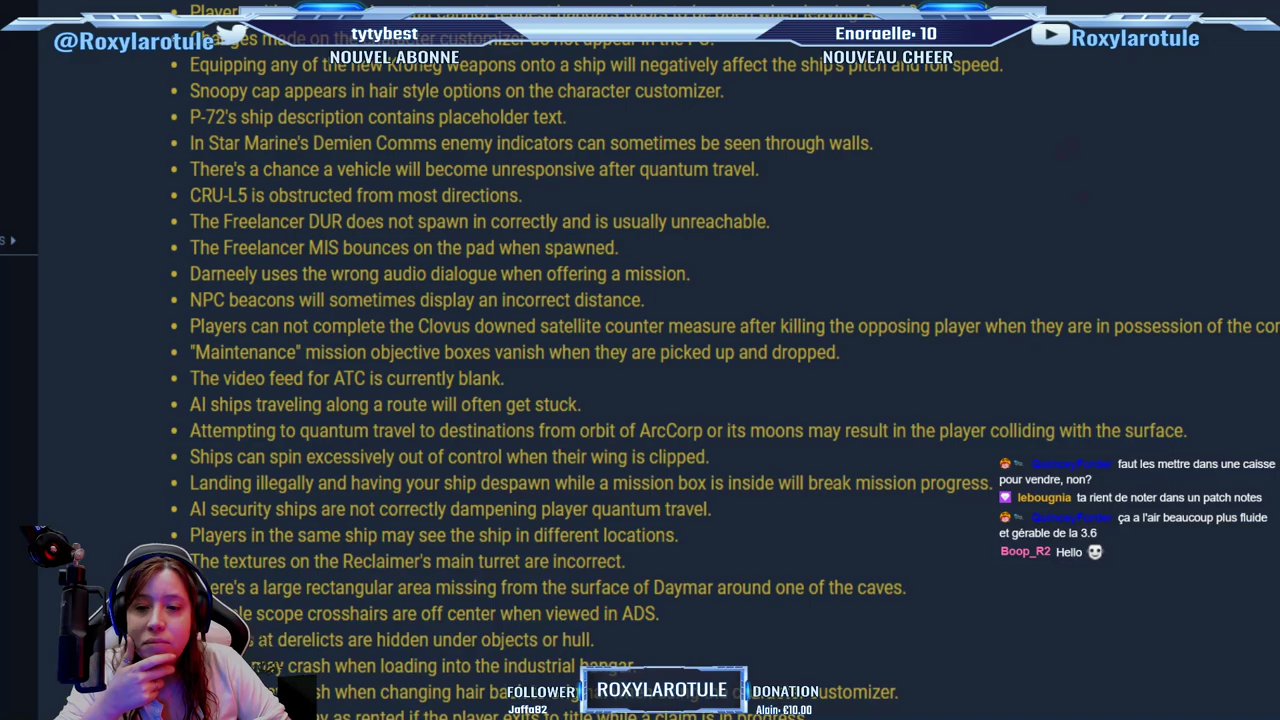 @Roxylarotule
tytybest
NOUVEL ABONNE
Enoraelle: 10
NOUVEAU CHEER
Roxylarotule
Equipping any of the new Kroneg weapons onto a ship will negatively affect the ship's pitch and roll speed.
Snoopy cap appears in hair style options on the character customizer.
P-72's ship description contains placeholder text.
In Star Marine's Demien Comms enemy indicators can sometimes be seen through walls.
There's a chance a vehicle will become unresponsive after quantum travel.
CRU-L5 is obstructed from most directions.
The Freelancer DUR does not spawn in correctly and is usually unreachable.
The Freelancer MIS bounces on the pad when spawned.
Darneely uses the wrong audio dialogue when offering a mission.
NPC beacons will sometimes display an incorrect distance.
Players can not complete the Clovus downed satellite counter measure after killing the opposing player when they are in possession of the
"Maintenance" mission objective boxes vanish when they are picked up and dropped.
The video feed for ATC is currently blank.
AI ships traveling along a route will often get stuck.
Attempting to quantum travel to destinations from orbit of ArcCorp or its moons may result in the player colliding with the surface.
Ships can spin excessively out of control when their wing is clipped.
Landing illegally and having your ship despawn while a mission box is inside will break mission progress.
AI security ships are not correctly dampening player quantum travel.
Players in the same ship may see the ship in different locations.
The textures on the Reclaimer's main turret are incorrect.
a large rectangular area missing from the surface of Daymar around one of the caves.
scope crosshairs are off center when viewed in ADS.
at derelicts are hidden under objects or hull.
crash when loading into the industrial hangar.
when changing hair
customizer.
as rented if the player exits to title while a claim is in progress.
faut les mettre dans une caisse
pour vendre, non?
lebougnia ta rient de noter dans un patch notes
ça a l'air beaucoup plus fluide
et gérable de la 3.6
Boop_R2 Hello
FOLLOWER
Jaffa82
ROXYLAROTULE
DONATION
Alain: €10.00